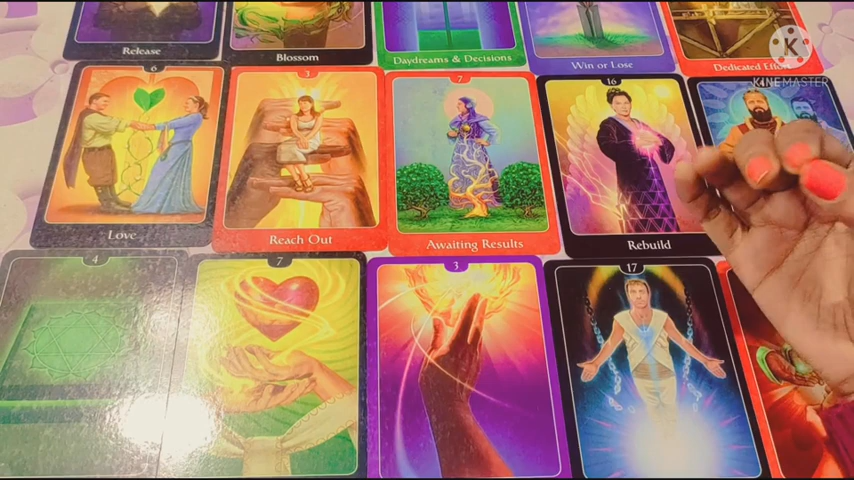 Release
Blossom
Daydreams & Decisions
Win or Lose
Dedicated Effort
K
KINEMASTER
6
3
7
16
Love
Reach Out
Awaiting Results
Rebuild
4
7
3
17